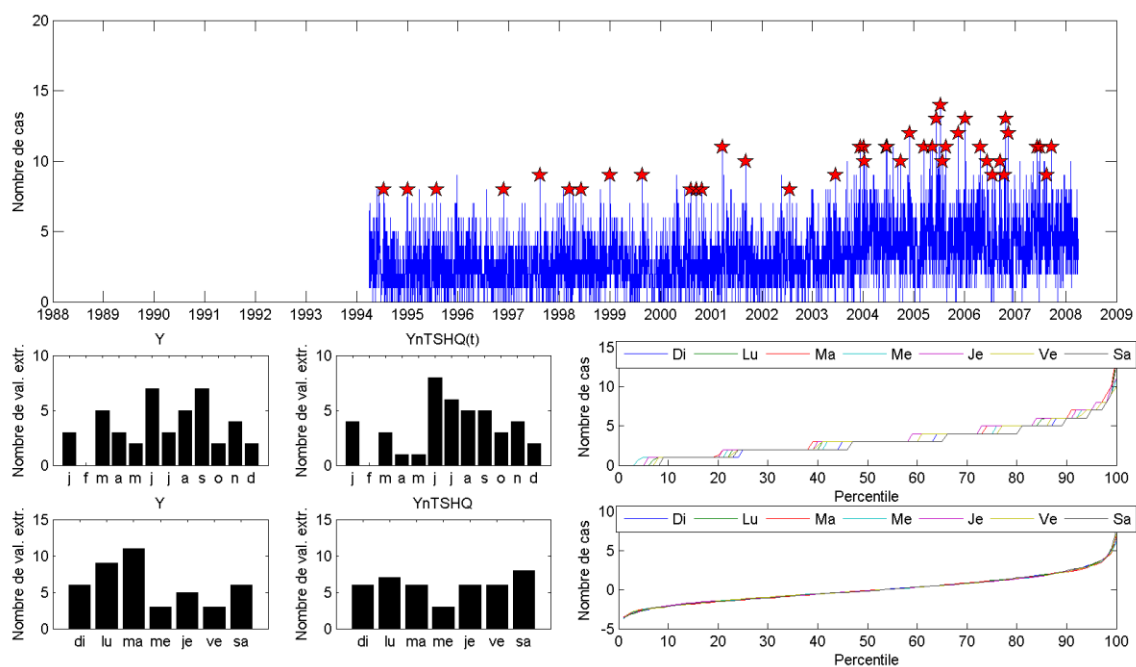 20
15
10
5
0
Nombre de cas
1988 1989 1990 1991 1992 1993 1994 1995 1996 1997 1998 1999 2000 2001 2002 2003 2004 2005 2006 2007 2008 2009
Y
10
5
0
Nombre de val. extr.
j f m a m j j a s o n d
YnTSHQ(t)
10
5
0
Nombre de val. extr.
j f m a m j j a s o n d
Di Lu Ma Me Je Ve Sa
10
5
0
Nombre de cas
0 10 20 30 40 50 60 70 80 90 100
Percentile
Y
15
10
5
0
Nombre de val. extr.
di lu ma me je ve sa
YnTSHQ
15
10
5
0
Nombre de val. extr.
di lu ma me je ve sa
Di Lu Ma Me Je Ve Sa
10
5
0
-5
Nombre de cas
0 10 20 30 40 50 60 70 80 90 100
Percentile